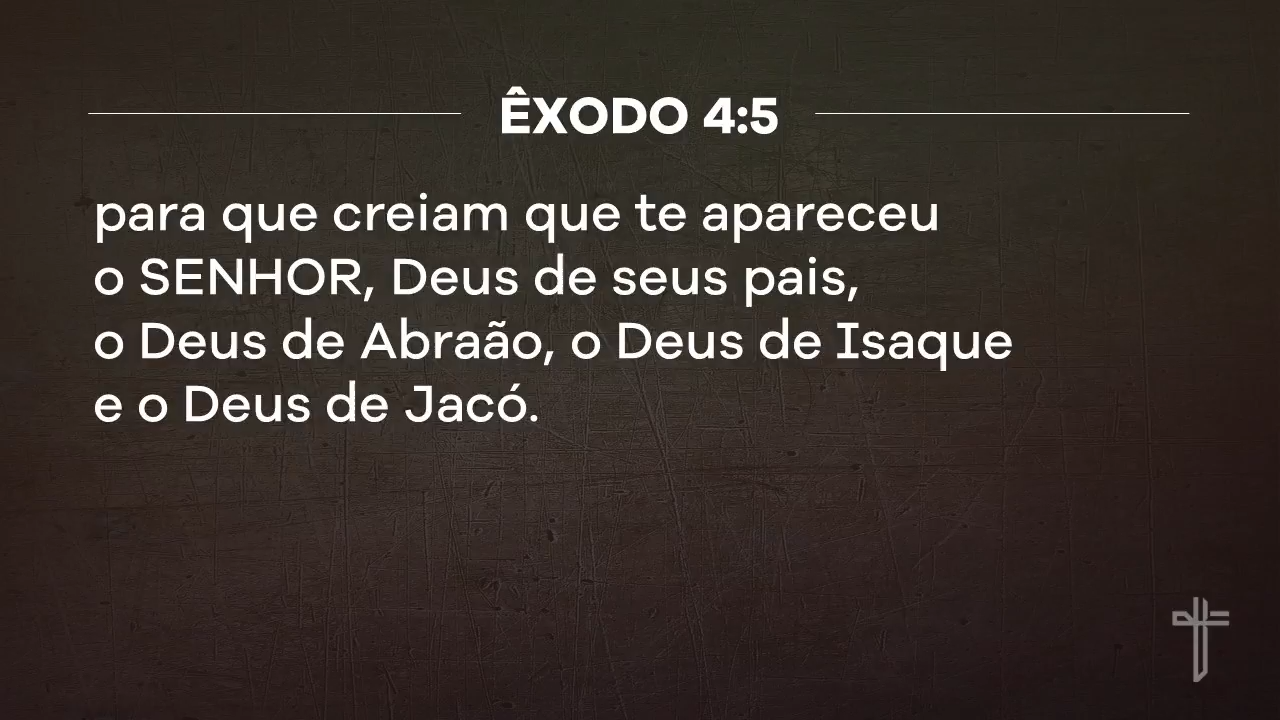 ÊXODO 4:5
para que creiam que te apareceu
o SENHOR, Deus de seus pais,
o Deus de Abraão, o Deus de Isaque
e o Deus de Jacó.